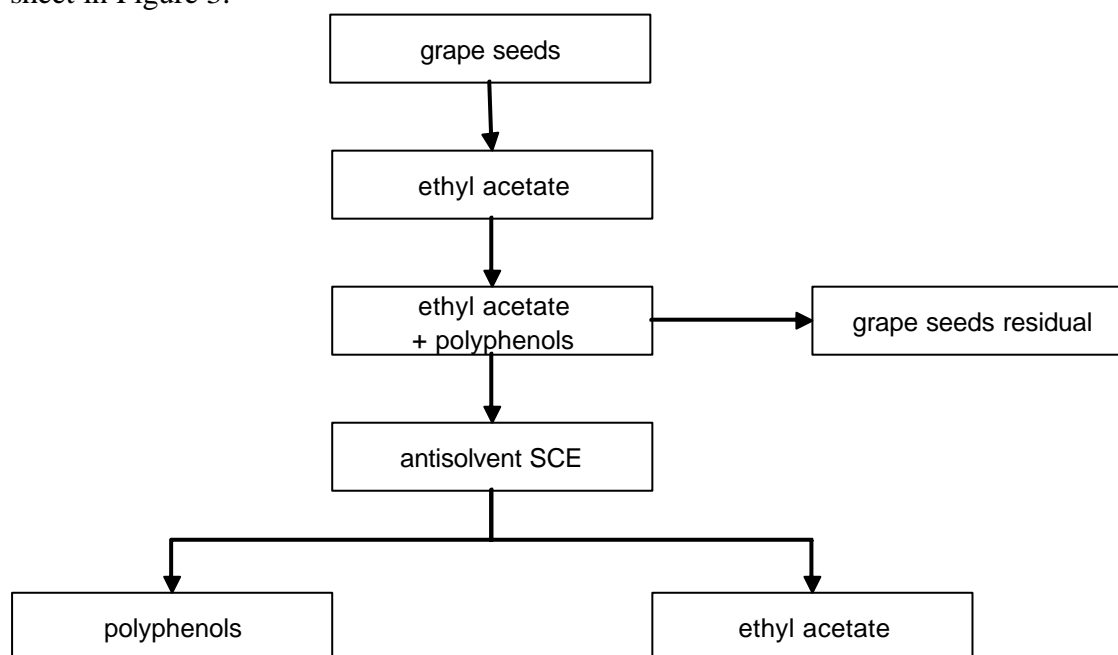 sheet in Figure 3.
grape seeds
ethyl acetate
ethyl acetate
+ polyphenols
grape seeds residual
antisolvent SCE
polyphenols
ethyl acetate